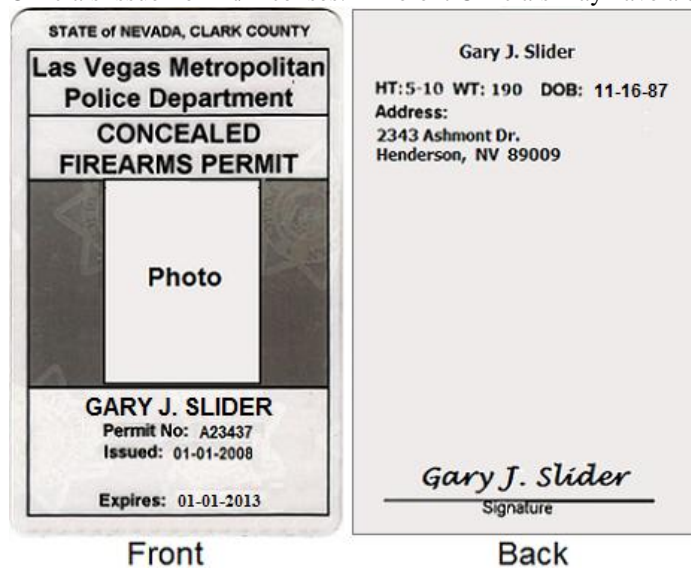 STATE of NEVADA, CLARK COUNTY
Las Vegas Metropolitan
Police Department
CONCEALED
FIREARMS PERMIT
Photo
GARY J. SLIDER
Permit No: A23437
Issued: 01-01-2008
Expires: 01-01-2013
Front
Gary J. Slider
HT:5-10 WT: 190 DOB: 11-16-87
Address:
2343 Ashmont Dr.
Henderson, NV 89009
Gary J. Slider
Signature
Back